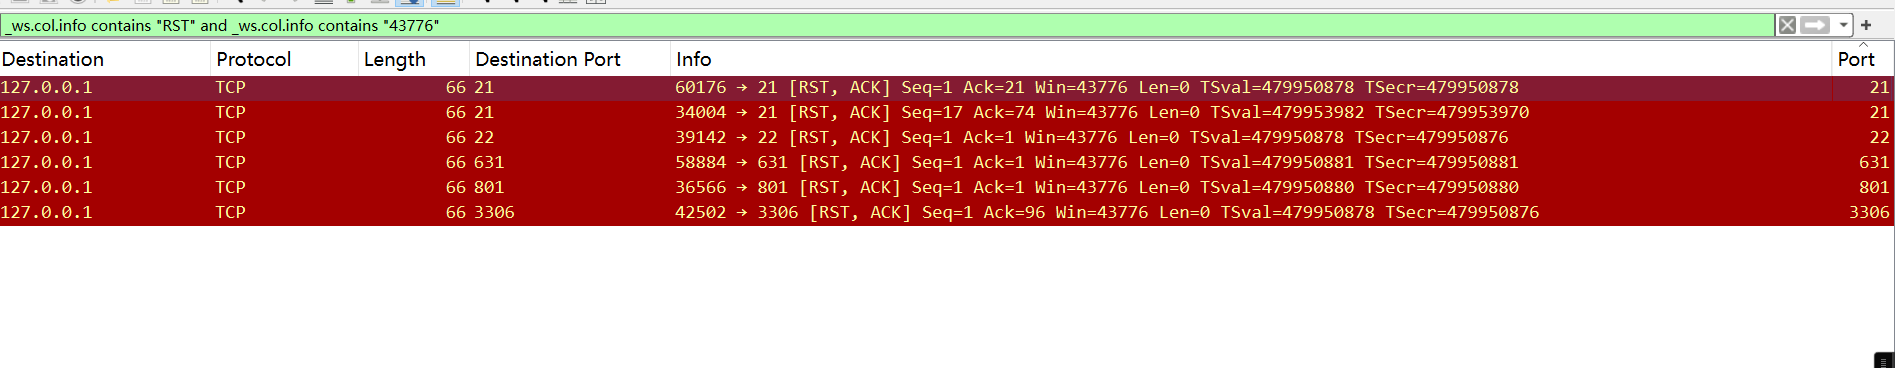 _ws.col.info contains "RST" and _ws.col.info contains "43776"
Destination Protocol Length Destination Port Info Port
127.0.0.1 TCP 66 21 60176 → 21 [RST, ACK] Seq=1 Ack=21 Win=43776 Len=0 TSval=479950878 TSecr=479950878 21
127.0.0.1 TCP 66 21 34004 → 21 [RST, ACK] Seq=17 Ack=74 Win=43776 Len=0 TSval=479953982 TSecr=479953970 21
127.0.0.1 TCP 66 22 39142 → 22 [RST, ACK] Seq=1 Ack=1 Win=43776 Len=0 TSval=479950878 TSecr=479950876 22
127.0.0.1 TCP 66 631 58884 → 631 [RST, ACK] Seq=1 Ack=1 Win=43776 Len=0 TSval=479950881 TSecr=479950881 631
127.0.0.1 TCP 66 801 36566 → 801 [RST, ACK] Seq=1 Ack=1 Win=43776 Len=0 TSval=479950880 TSecr=479950880 801
127.0.0.1 TCP 66 3306 42502 → 3306 [RST, ACK] Seq=1 Ack=96 Win=43776 Len=0 TSval=479950878 TSecr=479950876 3306